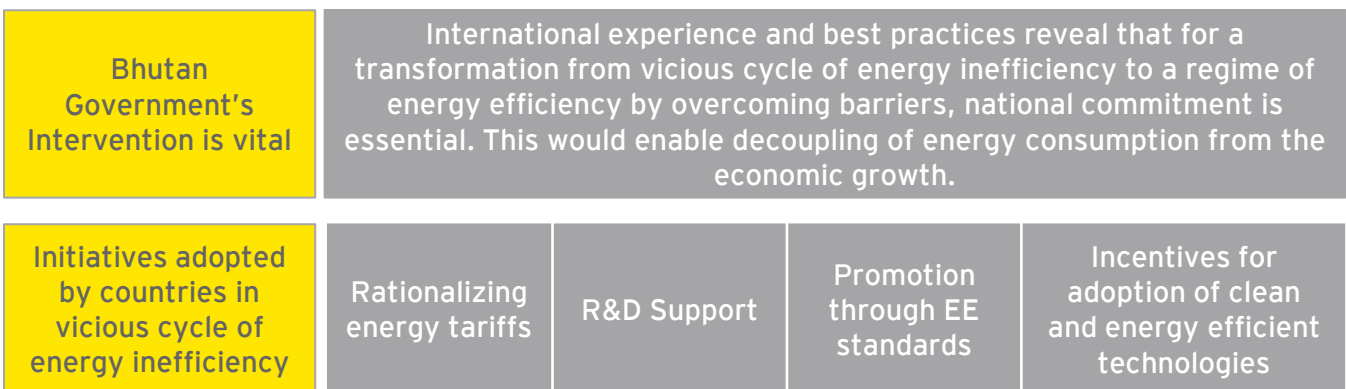 Bhutan
Government's
Intervention is vital
International experience and best practices reveal that for a
transformation from vicious cycle of energy inefficiency to a regime of
energy efficiency by overcoming barriers, national commitment is
essential. This would enable decoupling of energy consumption from the
economic growth.
Initiatives adopted
by countries in
vicious cycle of
energy inefficiency
Rationalizing
energy tariffs
R&D Support
Promotion
through EE
standards
Incentives for
adoption of clean
and energy efficient
technologies